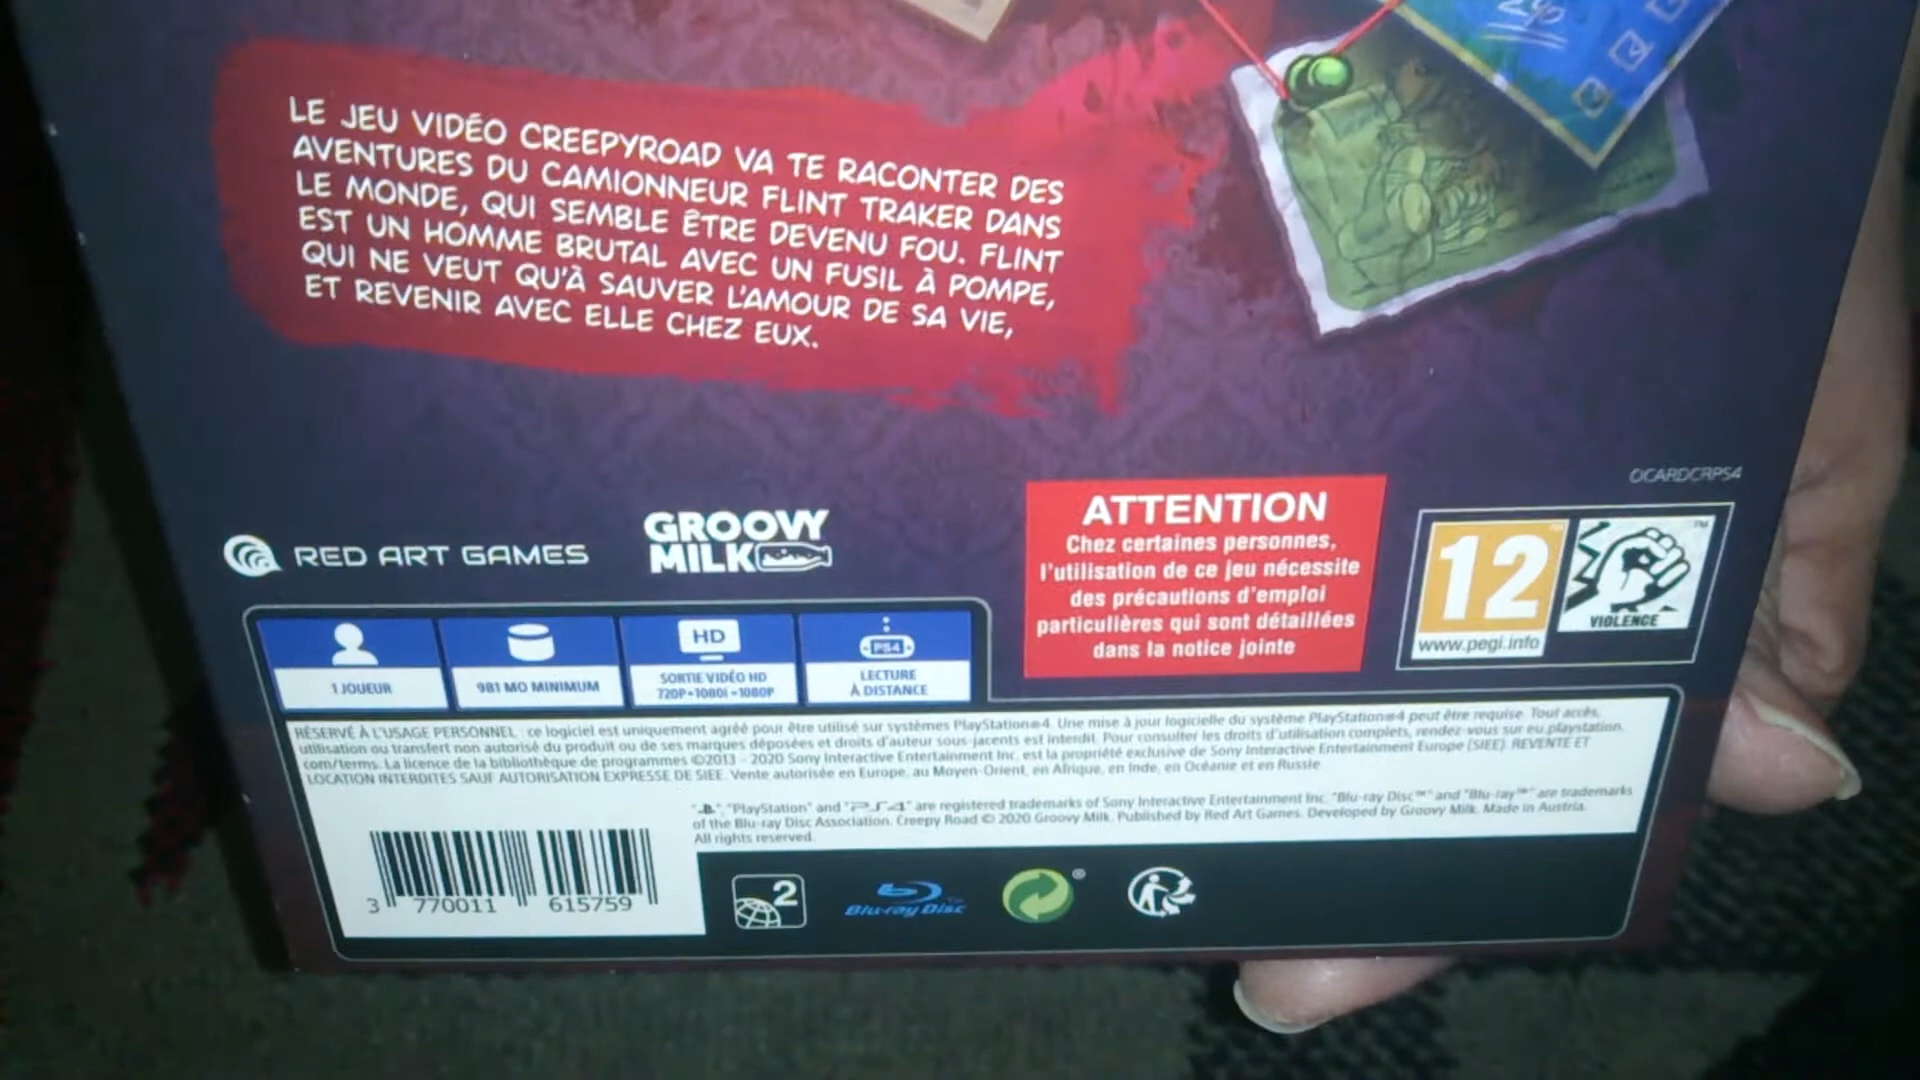 LE JEU VIDÉO CREEPYROAD VA TE RACONTER DES
AVENTURES DU CAMIONNEUR FLINT TRAKER DANS
LE MONDE, QUI SEMBLE ÊTRE DEVENU FOU. FLINT
EST UN HOMME BRUTAL AVEC UN FUSIL À POMPE,
QUI NE VEUT QU'À SAUVER L'AMOUR DE SA VIE,
ET REVENIR AVEC ELLE CHEZ EUX.
OCARDCRPS4
RED ART GAMES
GROOVY
MILK
ATTENTION
Chez certaines personnes,
l'utilisation de ce jeu nécessite
des précautions d'emploi
particulières qui sont détaillées
dans la notice jointe
12
www.pegi.info
VIOLENCE
1 JOUEUR
981 MO MINIMUM
HD
SORTIE VIDÉO HD
720P•1080i•1080P
PS4
LECTURE
À DISTANCE
RÉSERVÉ À L'USAGE PERSONNEL : ce logiciel est uniquement agréé pour être utilisé sur systèmes PlayStation®4. Une mise à jour logicielle du système PlayStation®4 peut être requise. Tout accès,
utilisation ou transfert non autorisé du produit ou de ses marques déposées et droits d'auteur sous-jacents est interdit. Pour consulter les droits d'utilisation complets, rendez-vous sur eu.playstation.
com/terms. La licence de la bibliothèque de programmes ©2013 - 2020 Sony Interactive Entertainment Inc. est la propriété exclusive de Sony Interactive Entertainment Europe (SIEE). REVENTE ET
LOCATION INTERDITES SAUF AUTORISATION EXPRESSE DE SIEE. Vente autorisée en Europe, au Moyen-Orient, en Afrique, en Inde, en Océanie et en Russie.
"PlayStation" and "PS4" are registered trademarks of Sony Interactive Entertainment Inc. "Blu-ray Disc™" and "Blu-ray™" are trademarks
of the Blu-ray Disc Association. Creepy Road © 2020 Groovy Milk. Published by Red Art Games. Developed by Groovy Milk. Made in Austria.
All rights reserved.
3 770011 615759
2
Blu-ray Disc